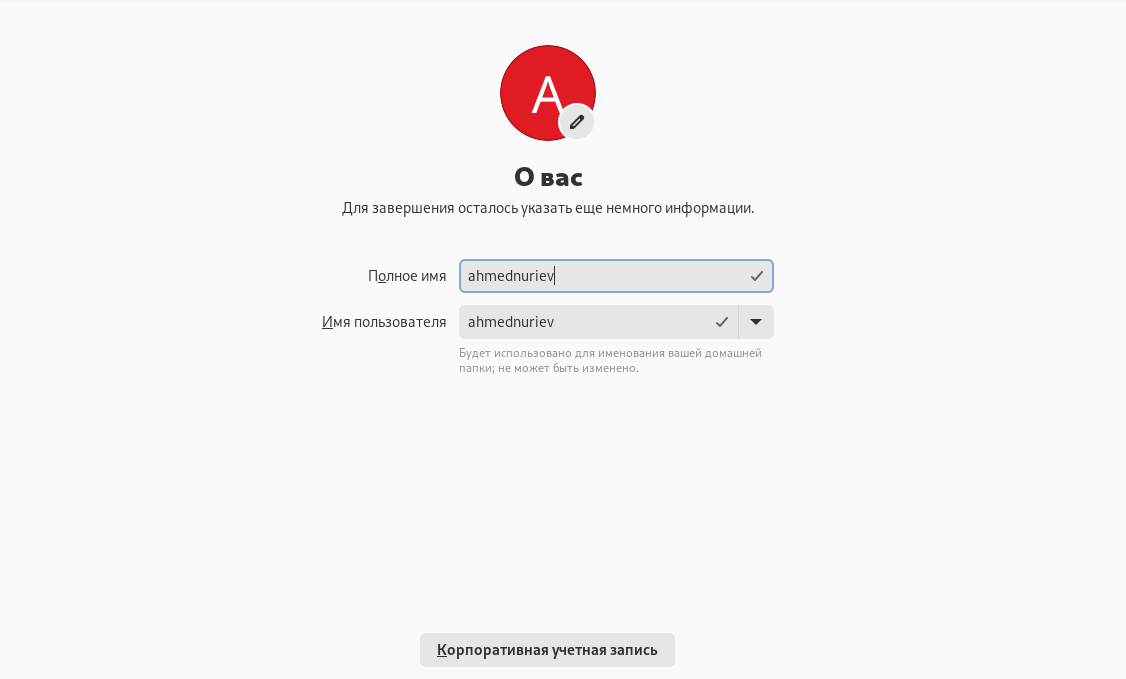 A
О вас
Для завершения осталось указать еще немного информации.
Полное имя ahmednuriev
Имя пользователя ahmednuriev
Будет использовано для именования вашей домашней
папки; не может быть изменено.
Корпоративная учетная запись